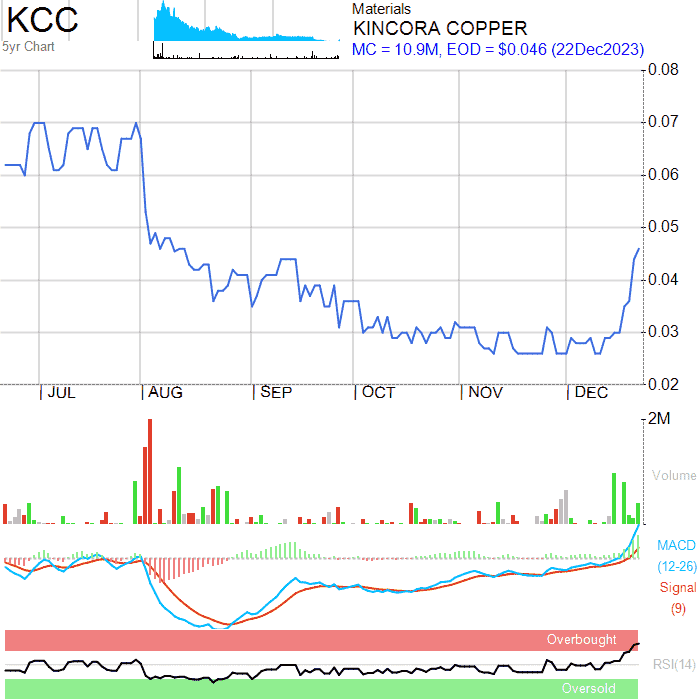 KCC
5yr Chart
Materials
KINCORA COPPER
MC = 10.9M, EOD = $0.046 (22Dec2023)
0.08
0.07
0.06
0.05
0.04
0.03
0.02
JUL AUG SEP OCT NOV DEC
2M
Volume
MACD
(12-26)
Signal
(9)
Overbought
RSI(14)
Oversold